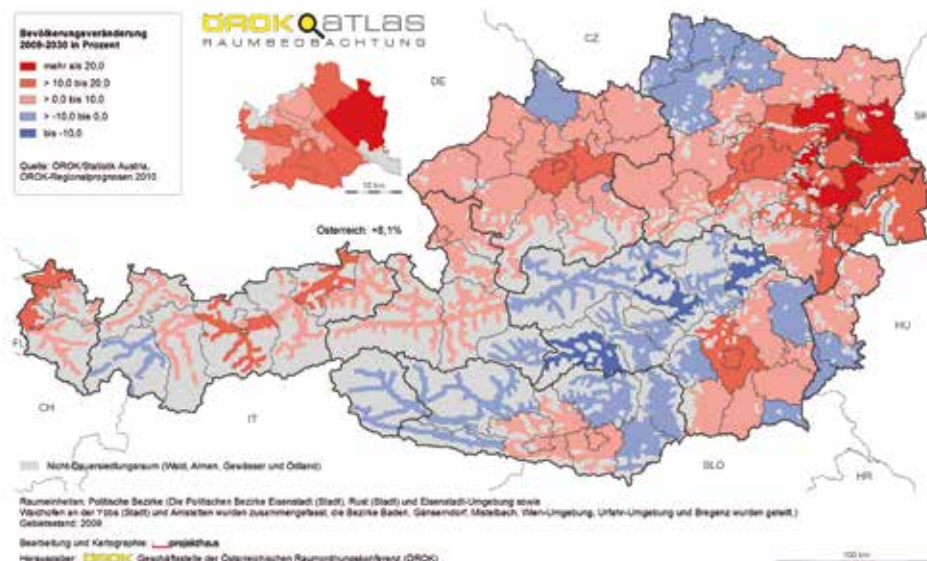 ÖROK ATLAS
RAUMBEOBACHTUNG
Bevölkerungsveränderung
2009-2030 in Prozent
mehr als 20,0
> 10,0 bis 20,0
> 0,0 bis 10,0
> -10,0 bis 0,0
bis -10,0
Quelle: ÖROK/Statistik Austria,
ÖROK-Regionalprognosen 2010
10 km
Österreich: +8,1%
DE
CZ
SK
HU
FL
CH
IT
SLO
HR
Nicht-Dauersiedlungsraum (Wald, Almen, Gewässer und Ödland)
Raumeinheiten: Politische Bezirke (Die Politischen Bezirke Eisenstadt (Stadt), Rust (Stadt) und Eisenstadt-Umgebung sowie
Waidhofen an der Ybbs (Stadt) und Amstetten wurden zusammengefasst, die Bezirke Baden, Gänserndorf, Mistelbach, Wien-Umgebung, Urfahr-Umgebung und Bregenz wurden geteilt.)
Gebietsstand: 2009
Bearbeitung und Kartographie: projekthaus
Herausgeber: ÖROK Geschäftsstelle der Österreichischen Raumordnungskonferenz (ÖROK)
100 km